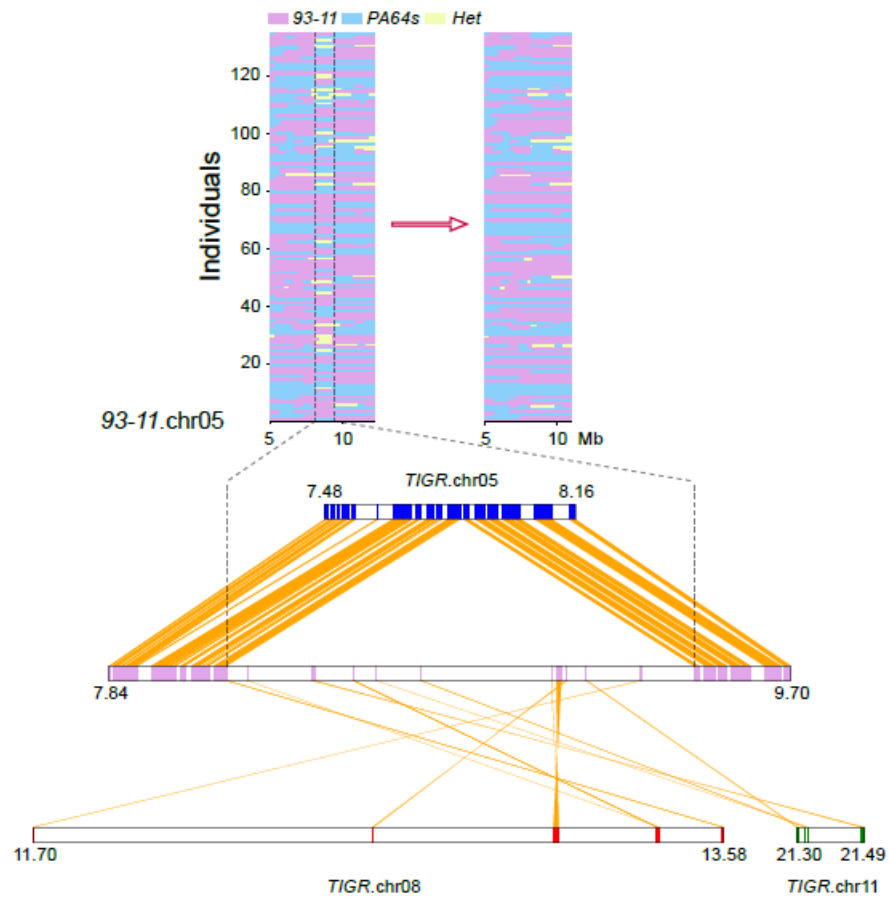 93-11 PA64s Het
Individuals
120
100
80
60
40
20
93-11.chr05
5 10
5 10 Mb
TIGR.chr05
7.48 8.16
7.84 9.70
11.70 13.58 21.30 21.49
TIGR.chr08 TIGR.chr11